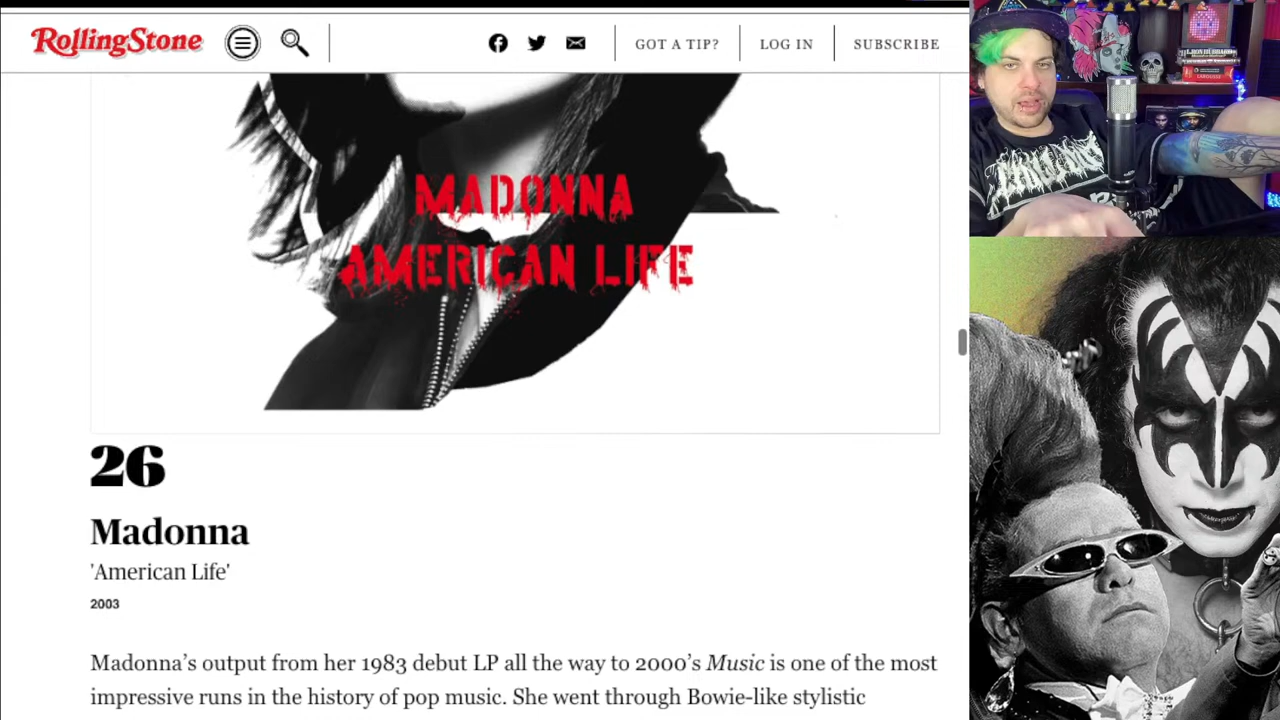 RollingStone
GOT A TIP?
LOG IN
SUBSCRIBE
MADONNA
AMERICAN LIFE
26
Madonna
'American Life'
2003
Madonna’s output from her 1983 debut LP all the way to 2000’s Music is one of the most
impressive runs in the history of pop music. She went through Bowie-like stylistic